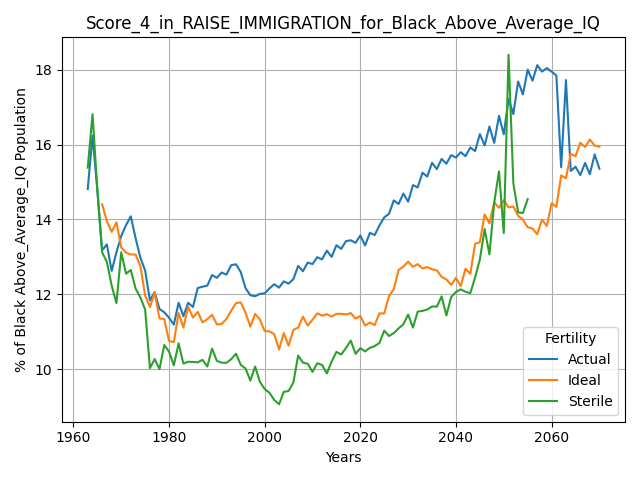 Score_4_in_RAISE_IMMIGRATION_for_Black_Above_Average_IQ
% of Black Above_Average_IQ Population
18
16
14
12
10
1960
1980
2000
2020
2040
2060
Years
Fertility
Actual
Ideal
Sterile